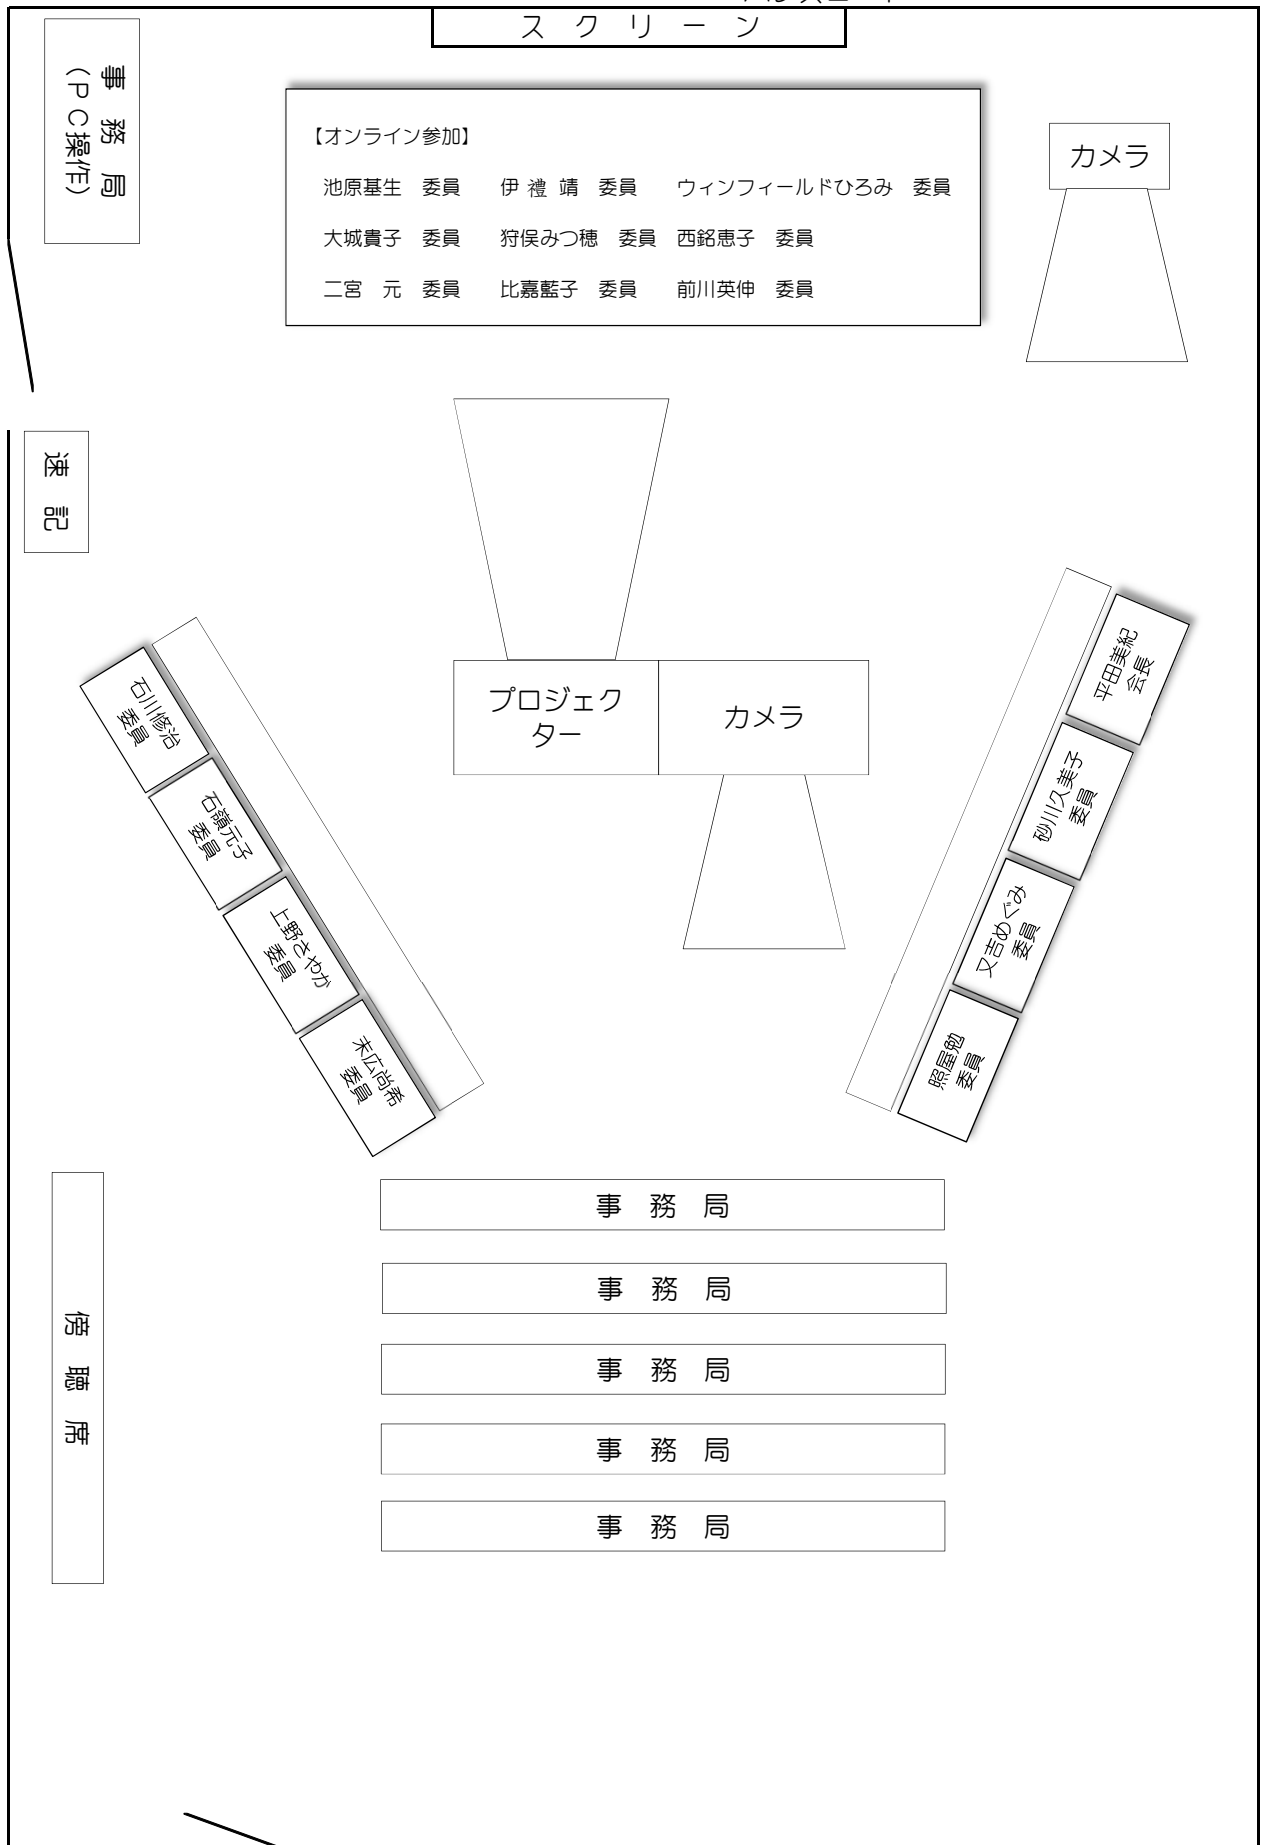 スクリーン
事務局
(PC操作)
【オンライン参加】
池原基生　委員　伊禮 靖　委員　ウィンフィールドひろみ　委員
大城貴子　委員　狩俣みつ穂　委員　西銘恵子　委員
二宮　元　委員　比嘉藍子　委員　前川英伸　委員
カメラ
速記
プロジェク
ター
カメラ
石川修治
委員
石嶺元子
委員
上野さやか
委員
末広尚希
委員
平田美紀
会長
砂川久美子
委員
又吉めぐみ
委員
照屋勉
委員
事務局
事務局
事務局
事務局
事務局
傍聴席